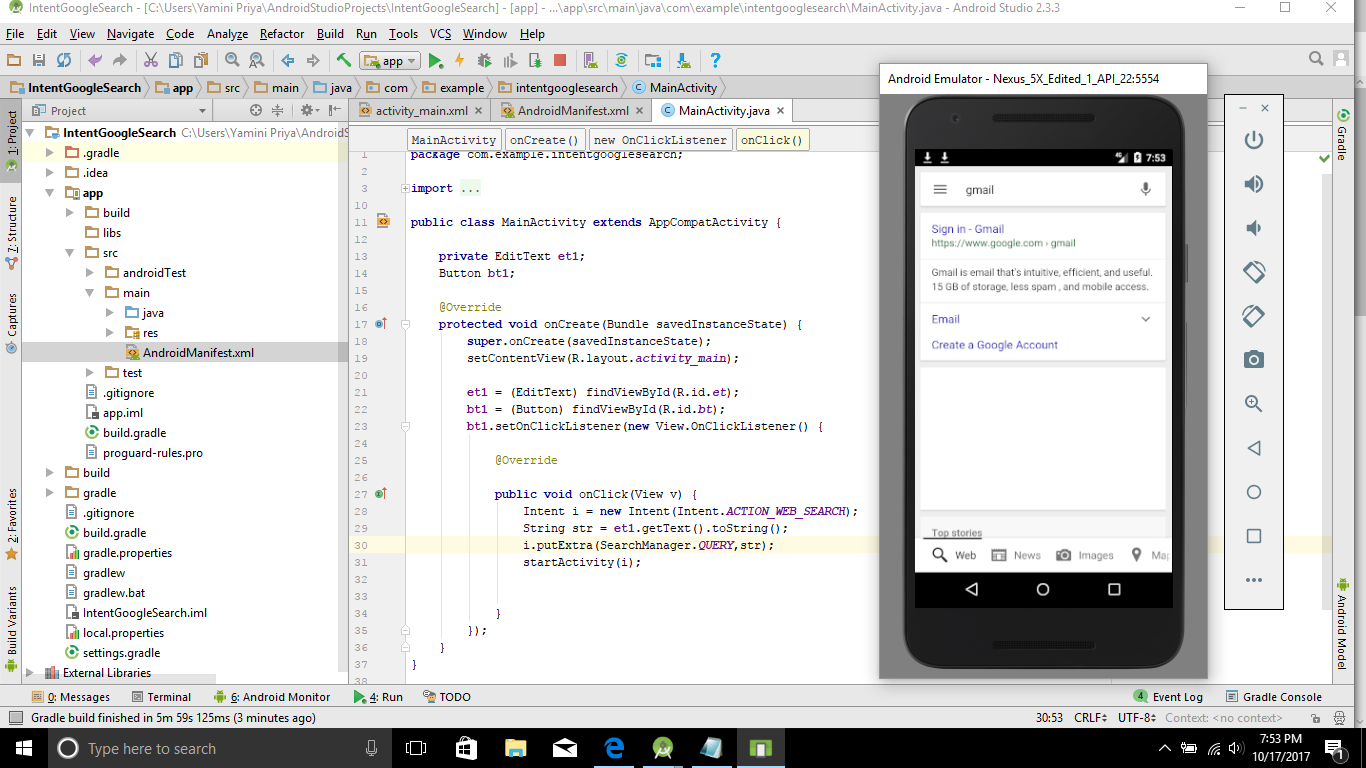 IntentGoogleSearch - [C:\Users\Yamini Priya\AndroidStudioProjects\IntentGoogleSearch] - [app] - ...\app\src\main\java\com\example\intentgooglesearch\MainActivity.java - Android Studio 2.3.3
File Edit View Navigate Code Analyze Refactor Build Run Tools VCS Window Help
app
IntentGoogleSearch app src main java com example intentgooglesearch MainActivity
Project
activity_main.xml AndroidManifest.xml MainActivity.java
1: Project
7: Structure
Captures
2: Favorites
Build Variants
IntentGoogleSearch C:\Users\Yamini Priya\AndroidS
.gradle
.idea
app
build
libs
src
androidTest
main
java
res
AndroidManifest.xml
test
.gitignore
app.iml
build.gradle
proguard-rules.pro
build
gradle
.gitignore
build.gradle
gradle.properties
gradlew
gradlew.bat
IntentGoogleSearch.iml
local.properties
settings.gradle
External Libraries
MainActivity onCreate() new OnClickListener onClick()
1 package com.example.intentgooglesearch;
2
3 import ...
10
11 public class MainActivity extends AppCompatActivity {
12
13 private EditText et1;
14 Button bt1;
15
16 @Override
17 protected void onCreate(Bundle savedInstanceState) {
18 super.onCreate(savedInstanceState);
19 setContentView(R.layout.activity_main);
20
21 et1 = (EditText) findViewById(R.id.et);
22 bt1 = (Button) findViewById(R.id.bt);
23 bt1.setOnClickListener(new View.OnClickListener() {
24
25 @Override
26
27 public void onClick(View v) {
28 Intent i = new Intent(Intent.ACTION_WEB_SEARCH);
29 String str = et1.getText().toString();
30 i.putExtra(SearchManager.QUERY,str);
31 startActivity(i);
32
33
34 }
35 });
36 }
37 }
38
Android Emulator - Nexus_5X_Edited_1_API_22:5554
4G 7:53
gmail
Sign in - Gmail
https://www.google.com › gmail
Gmail is email that's intuitive, efficient, and useful.
15 GB of storage, less spam , and mobile access.
Email
Create a Google Account
Top stories
Web News Images Map
Gradle
Android Model
0: Messages Terminal 6: Android Monitor 4: Run TODO 4 Event Log Gradle Console
Gradle build finished in 5m 59s 125ms (3 minutes ago) 30:53 CRLF UTF-8 Context: <no context>
Type here to search
7:53 PM
10/17/2017
1